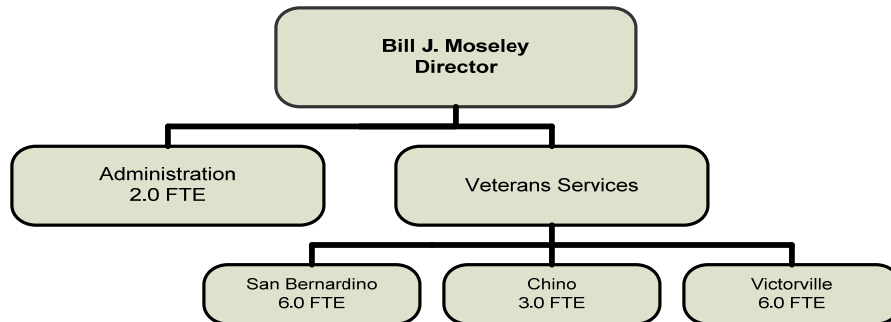 Bill J. Moseley
Director
Administration
2.0 FTE
Veterans Services
San Bernardino
6.0 FTE
Chino
3.0 FTE
Victorville
6.0 FTE